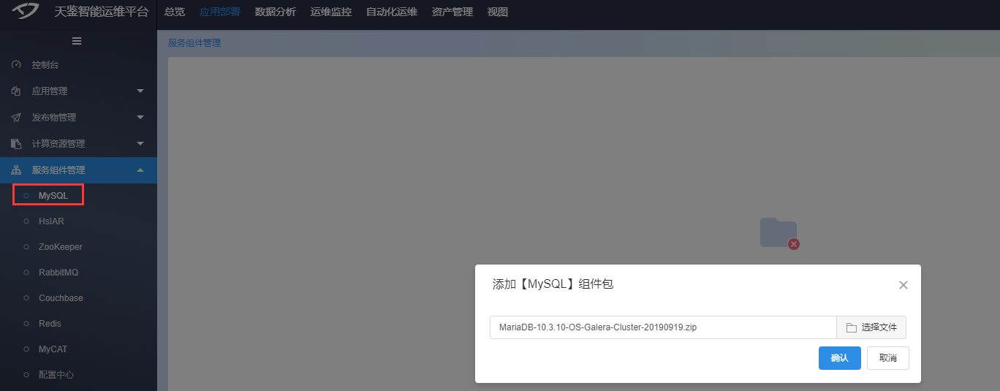 天鉴智能运维平台
总览
应用部署
数据分析
运维监控
自动化运维
资产管理
视图
服务组件管理
控制台
应用管理
发布物管理
计算资源管理
服务组件管理
MySQL
HslAR
ZooKeeper
RabbitMQ
Couchbase
Redis
MyCAT
配置中心
添加【MySQL】组件包
MariaDB-10.3.10-OS-Galera-Cluster-20190919.zip
选择文件
确认
取消